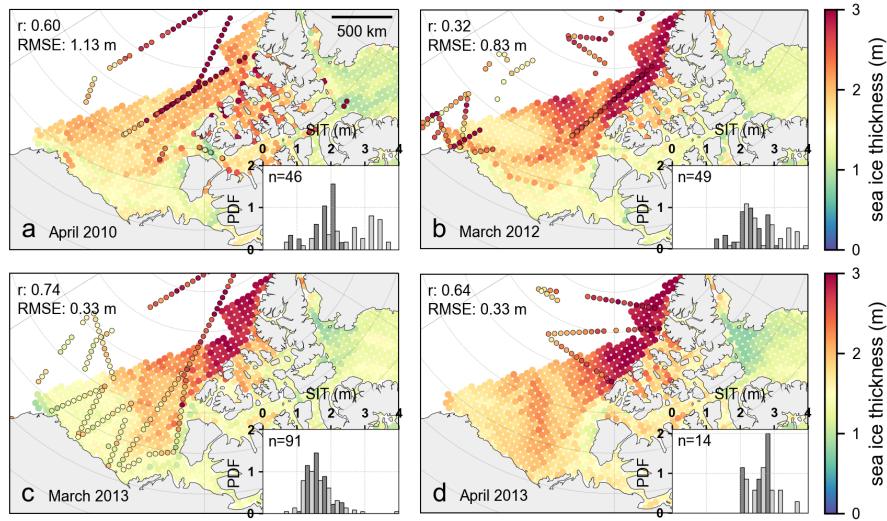 r: 0.60
RMSE: 1.13 m
500 km
SIT (m)
0 1 2 3 4
2
1
0
PDF
n=46
a April 2010
r: 0.32
RMSE: 0.83 m
SIT (m)
0 1 2 3 4
2
1
0
PDF
n=49
b March 2012
3
2
1
0
sea ice thickness (m)
r: 0.74
RMSE: 0.33 m
SIT (m)
0 1 2 3 4
2
1
0
PDF
n=91
c March 2013
r: 0.64
RMSE: 0.33 m
SIT (m)
0 1 2 3 4
2
1
0
PDF
n=14
d April 2013
3
2
1
0
sea ice thickness (m)